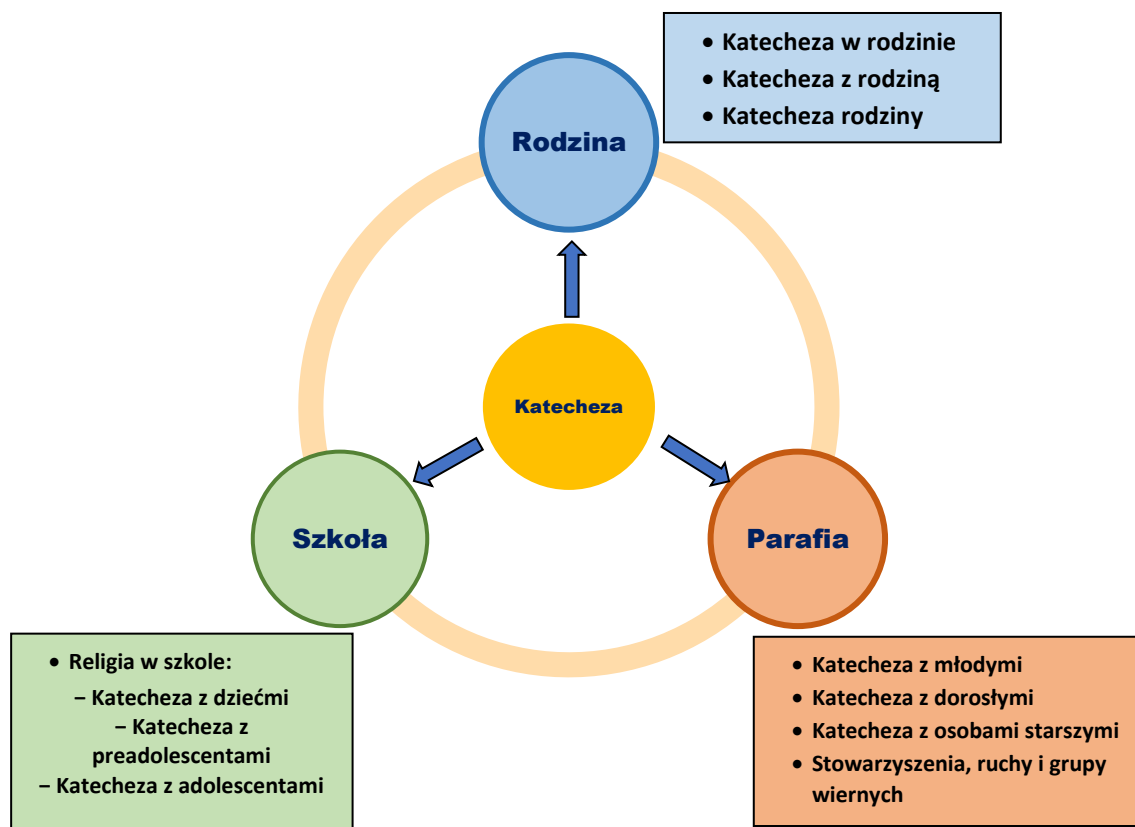 • Katecheza w rodzinie
• Katecheza z rodziną
• Katecheza rodziny
Rodzina
Katecheza
Szkoła
Parafia
• Religia w szkole:
− Katecheza z dziećmi
− Katecheza z
preadolescentami
− Katecheza z adolescentami
• Katecheza z młodymi
• Katecheza z dorosłymi
• Katecheza z osobami starszymi
• Stowarzyszenia, ruchy i grupy
wiernych